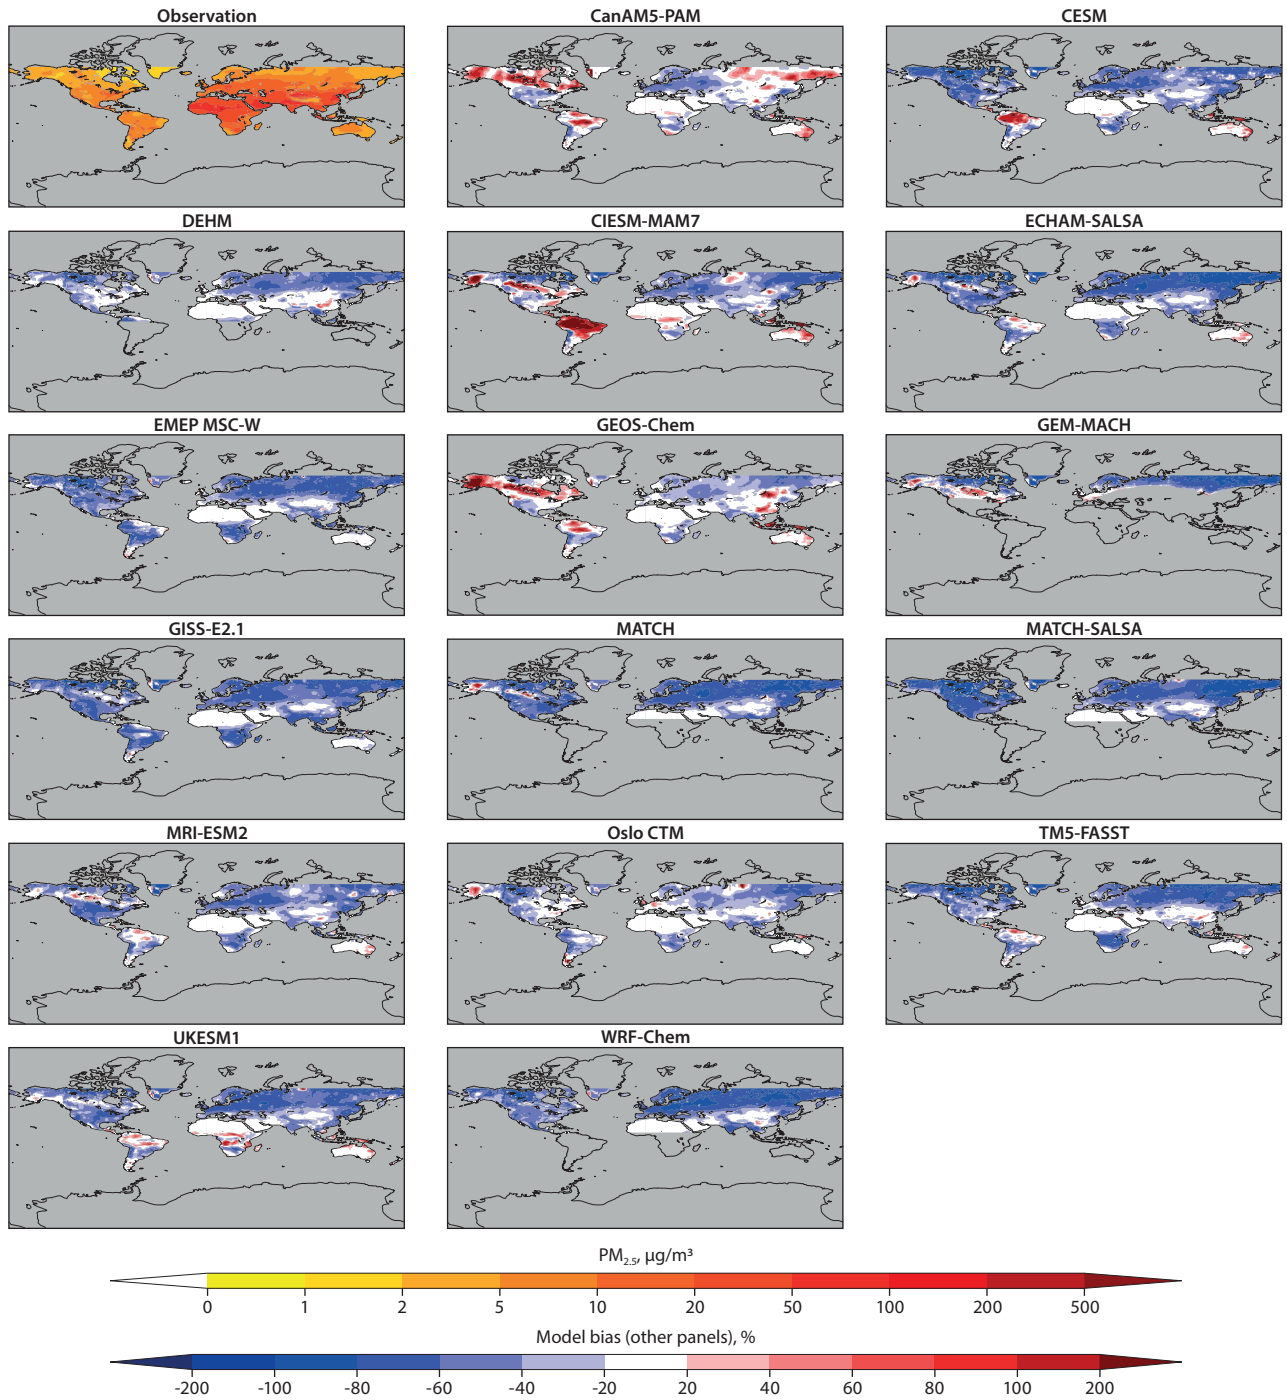 Observation
CanAM5-PAM
CESM
DEHM
CIESM-MAM7
ECHAM-SALSA
EMEP MSC-W
GEOS-Chem
GEM-MACH
GISS-E2.1
MATCH
MATCH-SALSA
MRI-ESM2
Oslo CTM
TM5-FASST
UKESM1
WRF-Chem
PM2.5, µg/m³
0 1 2 5 10 20 50 100 200 500
Model bias (other panels), %
-200 -100 -80 -60 -40 -20 20 40 60 80 100 200